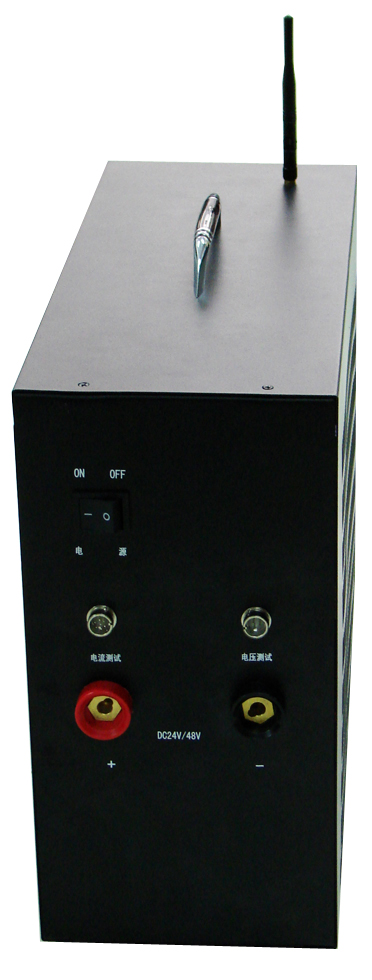 ON OFF
— O
电 源
电流测试 电压测试
DC24V/48V
+ —